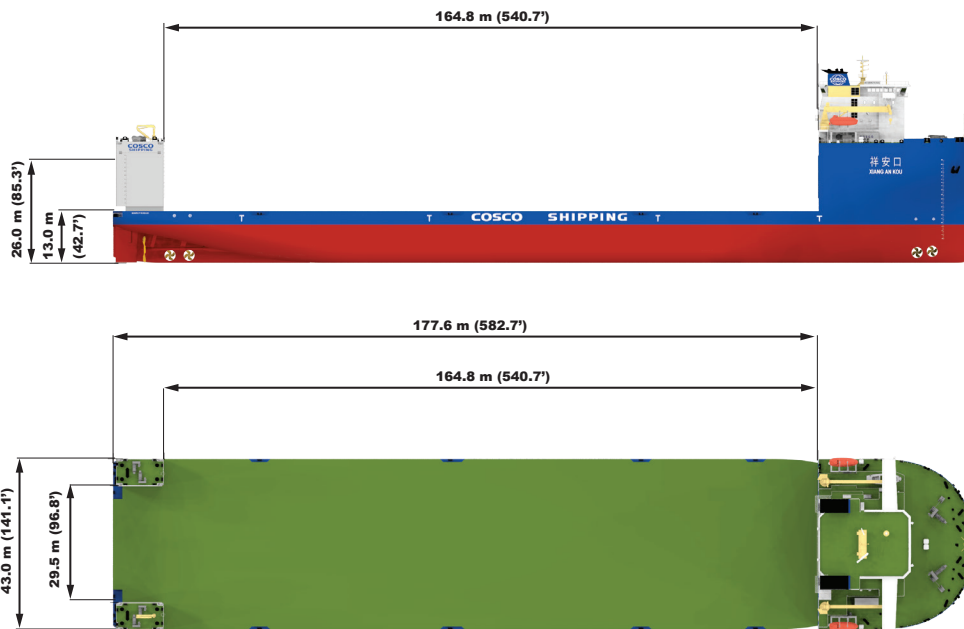 164.8 m (540.7')
COSCO
COSCO
SHIPPING
祥安口
XIANG AN KOU
26.0 m (85.3')
13.0 m
(42.7')
COSCO SHIPPING
177.6 m (582.7')
164.8 m (540.7')
43.0 m (141.1')
29.5 m (96.8')